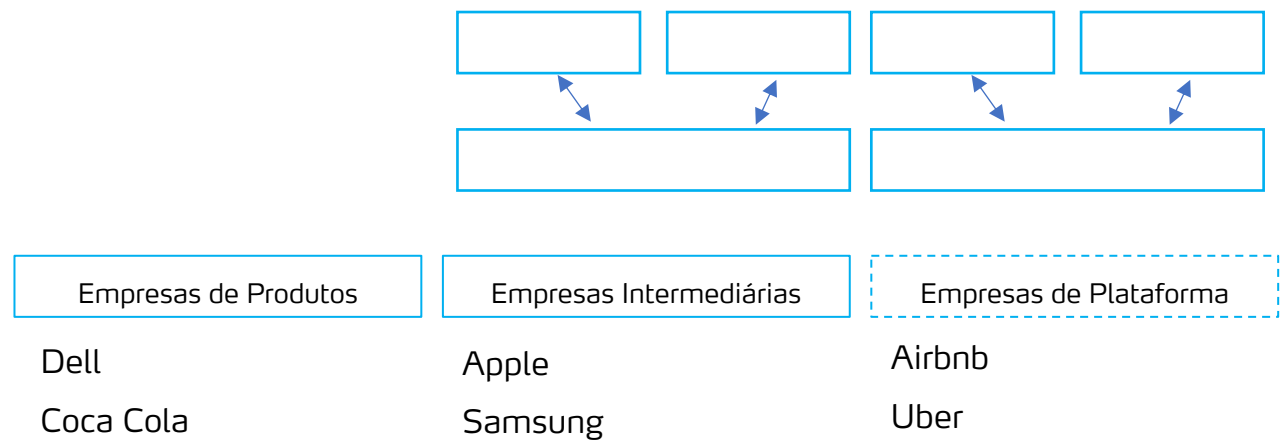 Empresas de Produtos
Empresas Intermediárias
Empresas de Plataforma
Dell
Apple
Airbnb
Coca Cola
Samsung
Uber